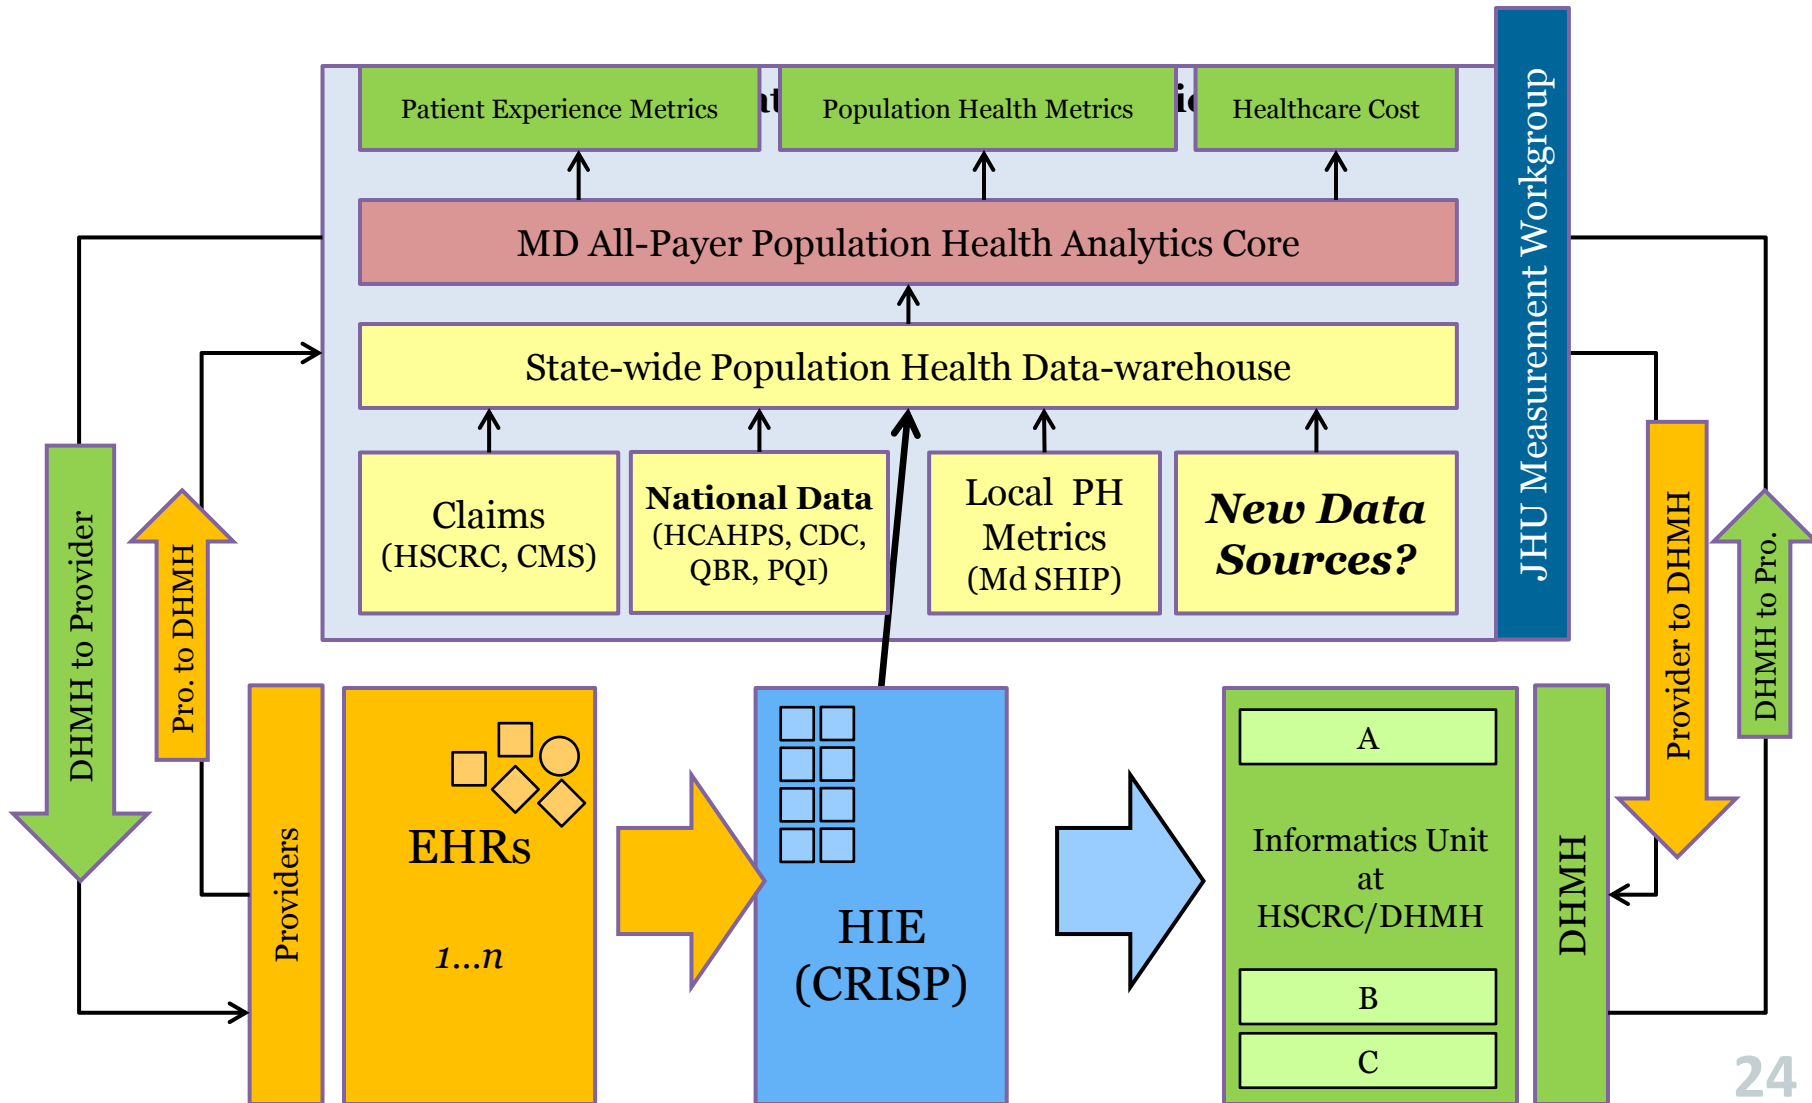 Patient Experience Metrics
Population Health Metrics
Healthcare Cost
MD All-Payer Population Health Analytics Core
State-wide Population Health Data-warehouse
Claims
(HSCRC, CMS)
National Data
(HCAHPS, CDC,
QBR, PQI)
Local PH
Metrics
(Md SHIP)
New Data
Sources?
JHU Measurement Workgroup
DHMH to Provider
Pro. to DHMH
Provider to DHMH
DHMH to Pro.
Providers
EHRs
1...n
HIE
(CRISP)
A
Informatics Unit
at
HSCRC/DHMH
B
C
DHMH
24